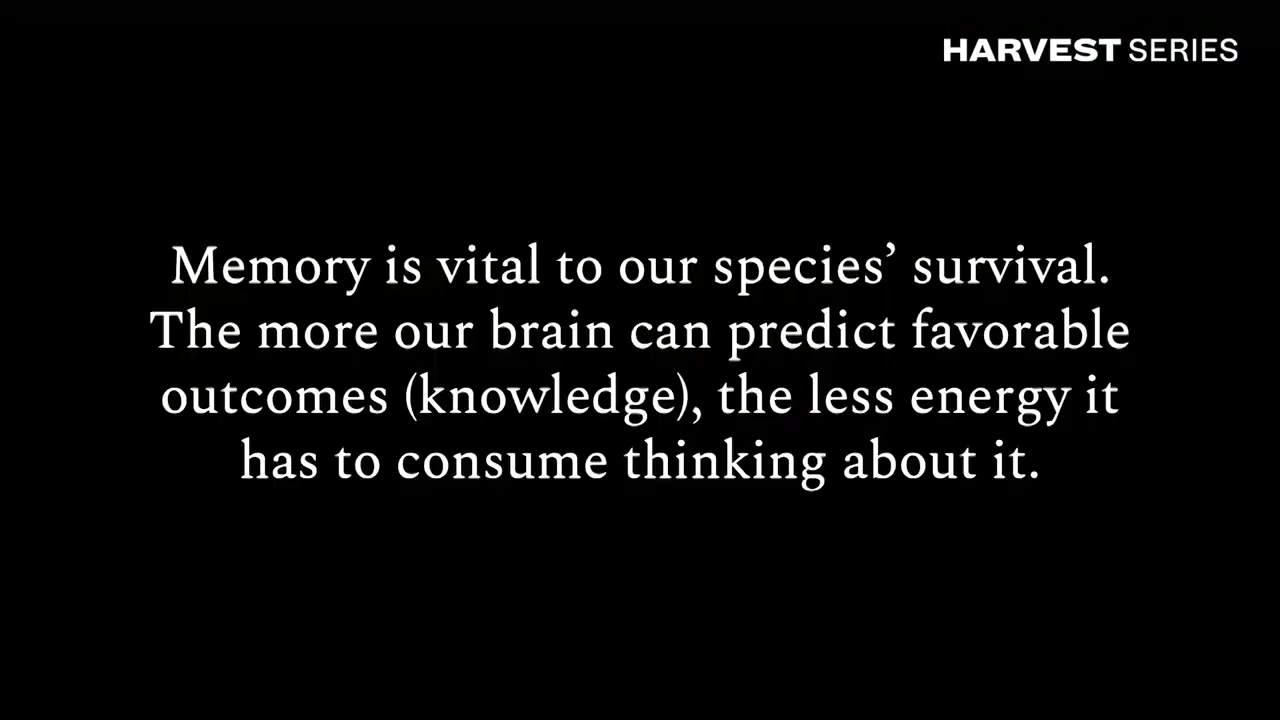 HARVEST SERIES
Memory is vital to our species’ survival.
The more our brain can predict favorable
outcomes (knowledge), the less energy it
has to consume thinking about it.